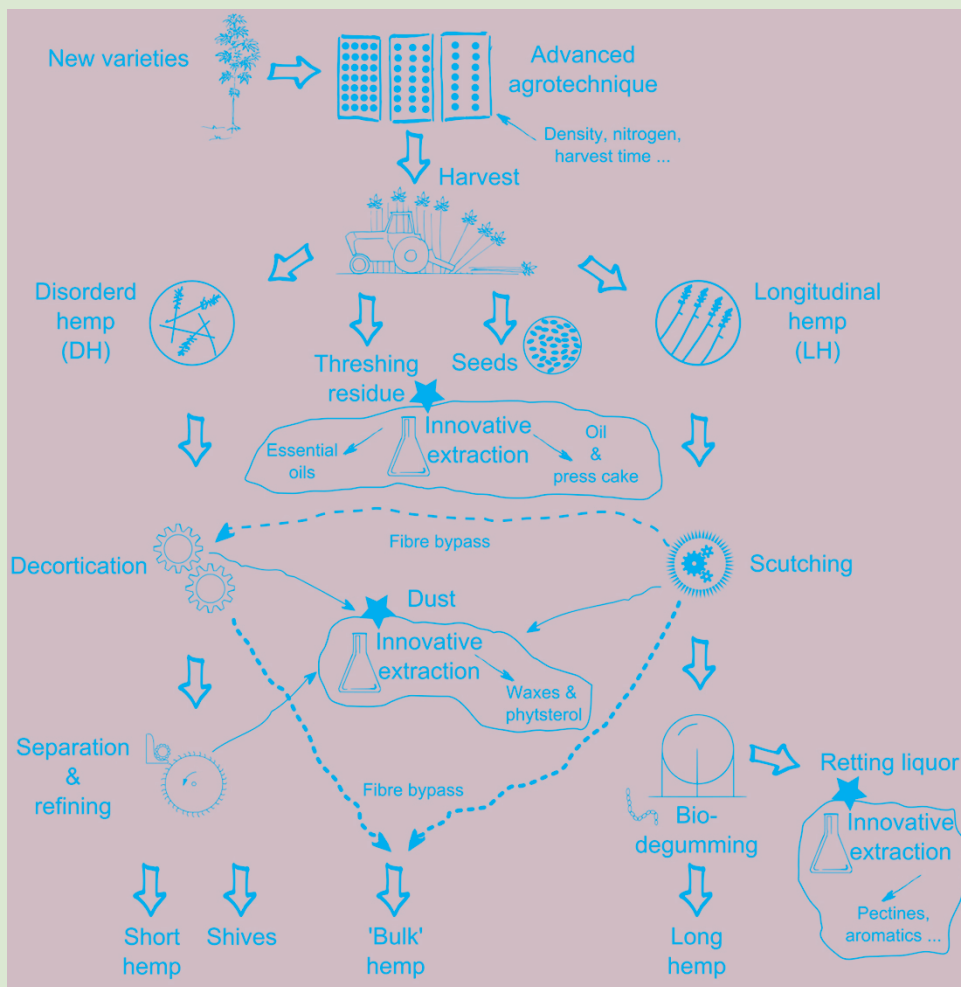 New varieties
Advanced
agrotechnique
Density, nitrogen,
harvest time ...
Harvest
Disorderd
hemp
(DH)
Longitudinal
hemp
(LH)
Threshing
residue
Seeds
Innovative
extraction
Essential
oils
Oil
&
press cake
Fibre bypass
Decortication
Scutching
Dust
Innovative
extraction
Waxes &
phytsterol
Separation
&
refining
Fibre bypass
Bio-
degumming
Retting liquor
Innovative
extraction
Pectines,
aromatics ...
Short
hemp
Shives
'Bulk'
hemp
Long
hemp